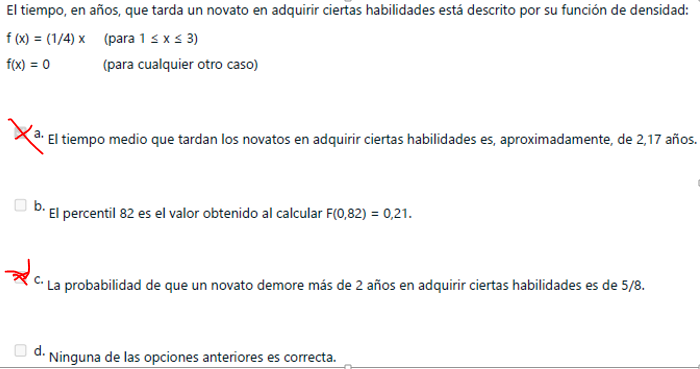 El tiempo, en años, que tarda un novato en adquirir ciertas habilidades está descrito por su función de densidad:
f (x) = (1/4) x (para 1 ≤ x ≤ 3)
f(x) = 0 (para cualquier otro caso)
a. El tiempo medio que tardan los novatos en adquirir ciertas habilidades es, aproximadamente, de 2,17 años.
b. El percentil 82 es el valor obtenido al calcular F(0,82) = 0,21.
c. La probabilidad de que un novato demore más de 2 años en adquirir ciertas habilidades es de 5/8.
d. Ninguna de las opciones anteriores es correcta.